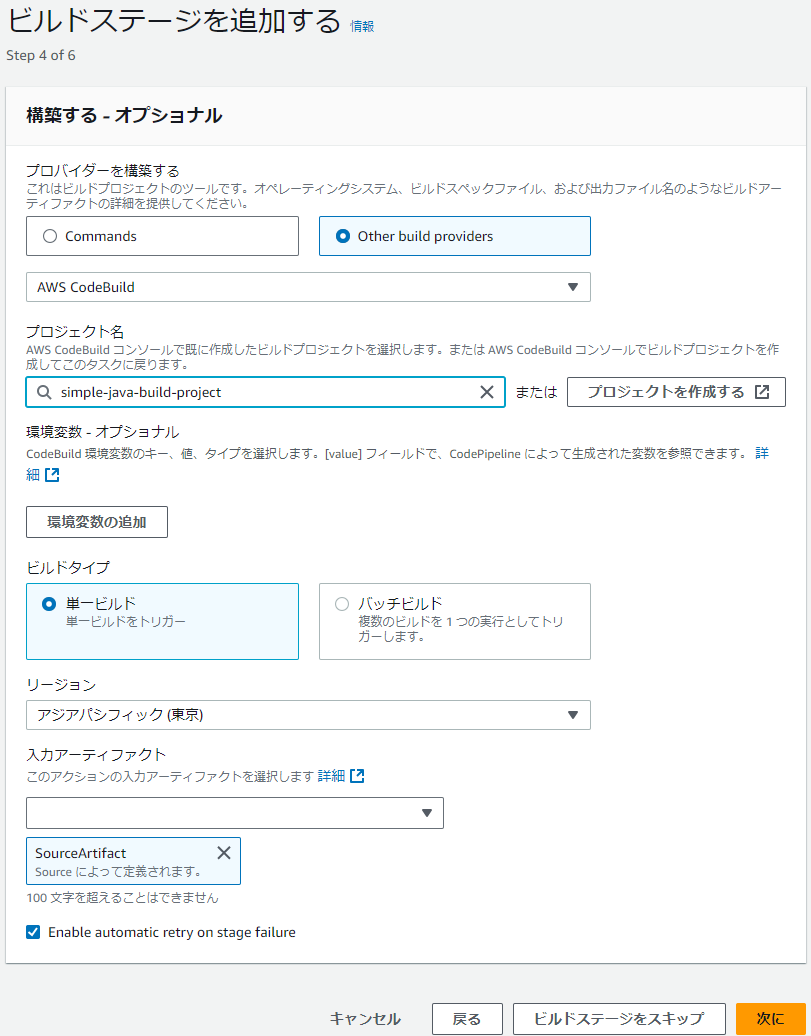 ビルドステージを追加する 情報
Step 4 of 6
構築する - オプショナル
プロバイダーを構築する
これはビルドプロジェクトのツールです。オペレーティングシステム、ビルドスペックファイル、および出力ファイル名のようなビルドアー
ティファクトの詳細を提供してください。
Commands
Other build providers
AWS CodeBuild
プロジェクト名
AWS CodeBuild コンソールで既に作成したビルドプロジェクトを選択します。または AWS CodeBuild コンソールでビルドプロジェクトを作
成してこのタスクに戻ります。
simple-java-build-project
または
プロジェクトを作成する
環境変数 - オプショナル
CodeBuild 環境変数のキー、値、タイプを選択します。[value] フィールドで、CodePipeline によって生成された変数を参照できます。 詳
細
環境変数の追加
ビルドタイプ
単一ビルド
単一ビルドをトリガー
バッチビルド
複数のビルドを 1 つの実行としてトリ
ガーします。
リージョン
アジアパシフィック (東京)
入力アーティファクト
このアクションの入力アーティファクトを選択します 詳細
SourceArtifact
Source によって定義されます。
100 文字を超えることはできません
Enable automatic retry on stage failure
キャンセル
戻る
ビルドステージをスキップ
次に